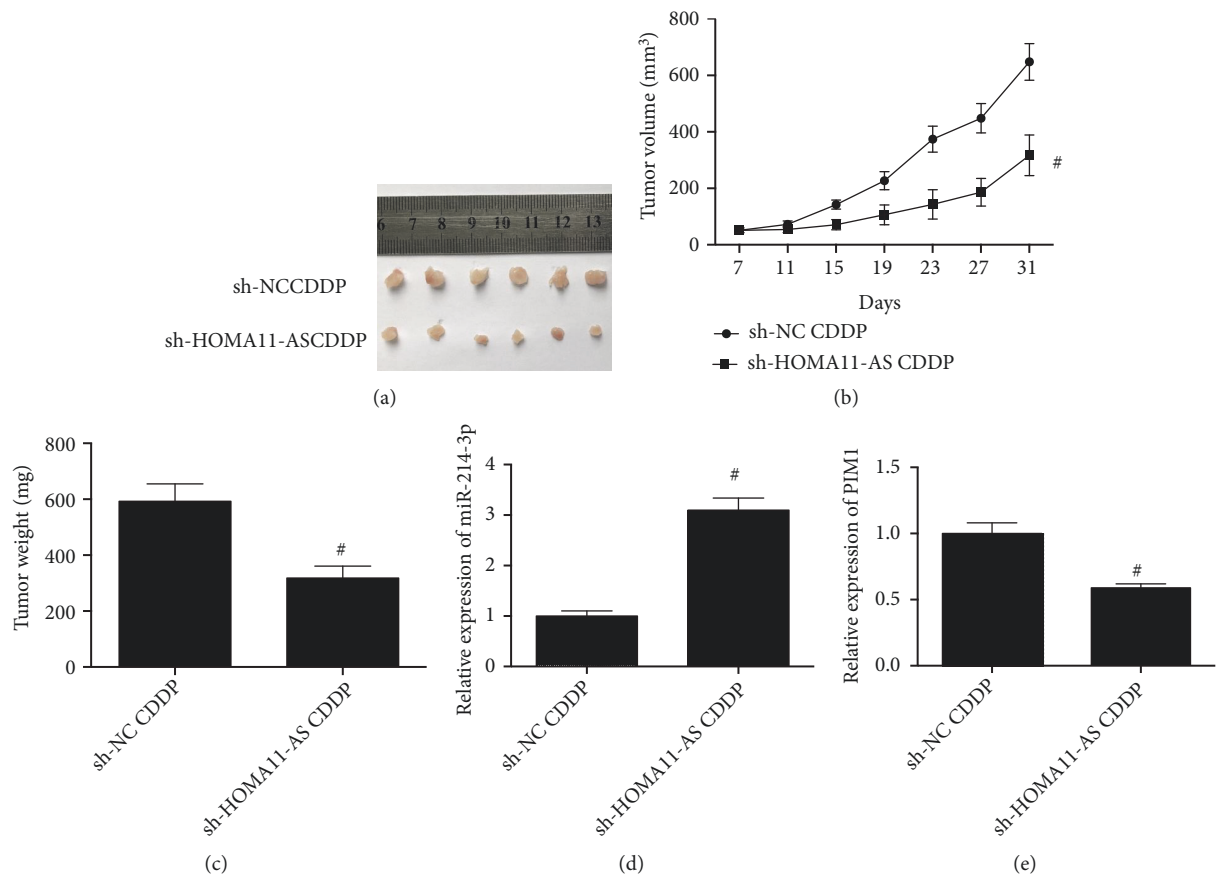 6 7 8 9 10 11 12 13
sh-NCCDDP
sh-HOMA11-ASCDDP
(a)
Tumor volume (mm³)
800
600
400
200
0
7 11 15 19 23 27 31
Days
#
sh-NC CDDP
sh-HOMA11-AS CDDP
(b)
Tumor weight (mg)
800
600
400
200
0
#
sh-NC CDDP
sh-HOMA11-AS CDDP
(c)
Relative expression of miR-214-3p
4
3
2
1
0
#
sh-NC CDDP
sh-HOMA11-AS CDDP
(d)
Relative expression of PIM1
1.5
1.0
0.5
0.0
#
sh-NC CDDP
sh-HOMA11-AS CDDP
(e)